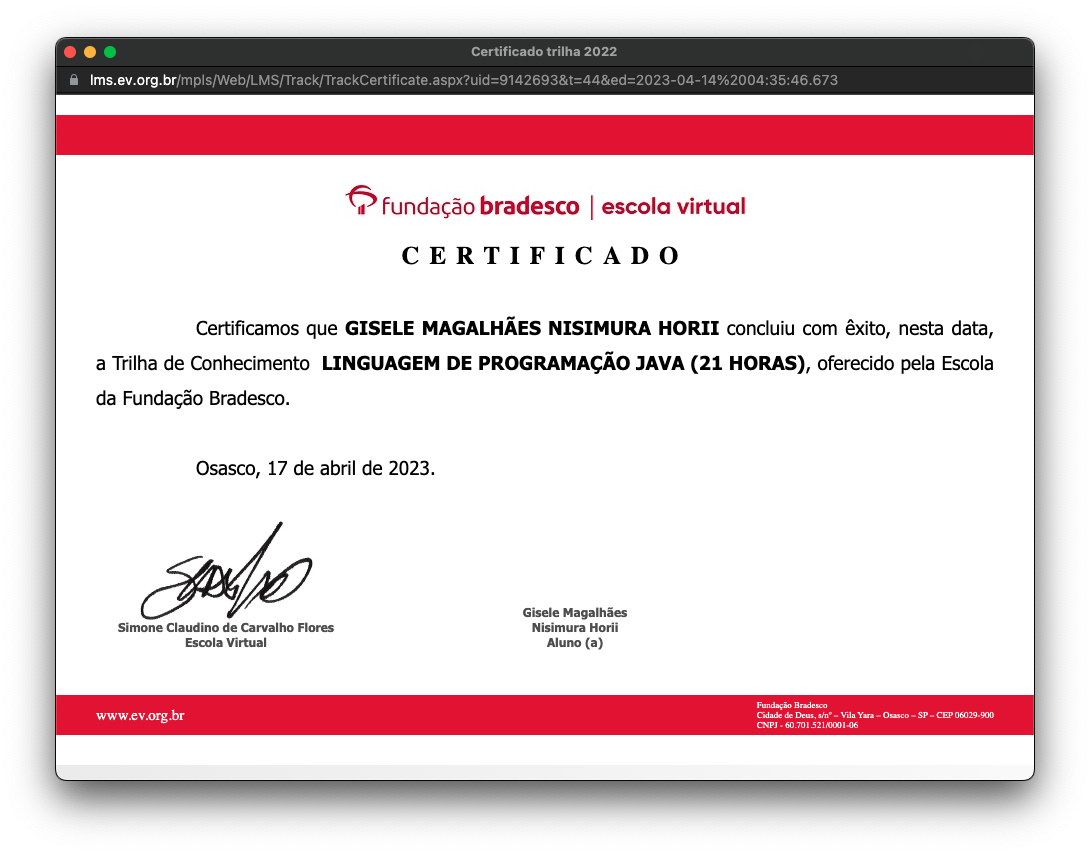 Certificado trilha 2022
lms.ev.org.br/mpls/Web/LMS/Track/TrackCertificate.aspx?uid=9142693&t=44&ed=2023-04-14%2004:35:46.673
fundação bradesco | escola virtual
CERTIFICADO
Certificamos que GISELE MAGALHÃES NISIMURA HORII concluiu com êxito, nesta data,
a Trilha de Conhecimento LINGUAGEM DE PROGRAMAÇÃO JAVA (21 HORAS), oferecido pela Escola
da Fundação Bradesco.
Osasco, 17 de abril de 2023.
Simone Claudino de Carvalho Flores
Escola Virtual
Gisele Magalhães
Nisimura Horii
Aluno (a)
www.ev.org.br
Fundação Bradesco
Cidade de Deus, s/nº – Vila Yara – Osasco – SP – CEP 06029-900
CNPJ - 60.701.521/0001-06